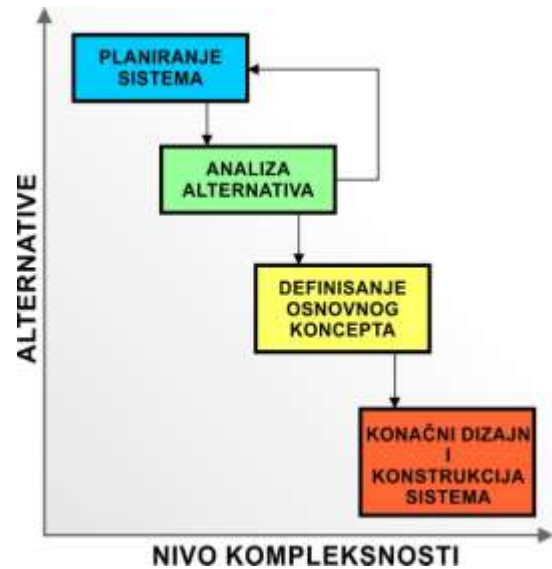 PLANIRANJE
SISTEMA
ANALIZA
ALTERNATIVA
DEFINISANJE
OSNOVNOG
KONCEPTA
KONAČNI DIZAJN
I
KONSTRUKCIJA
SISTEMA
ALTERNATIVE
NIVO KOMPLEKSNOSTI